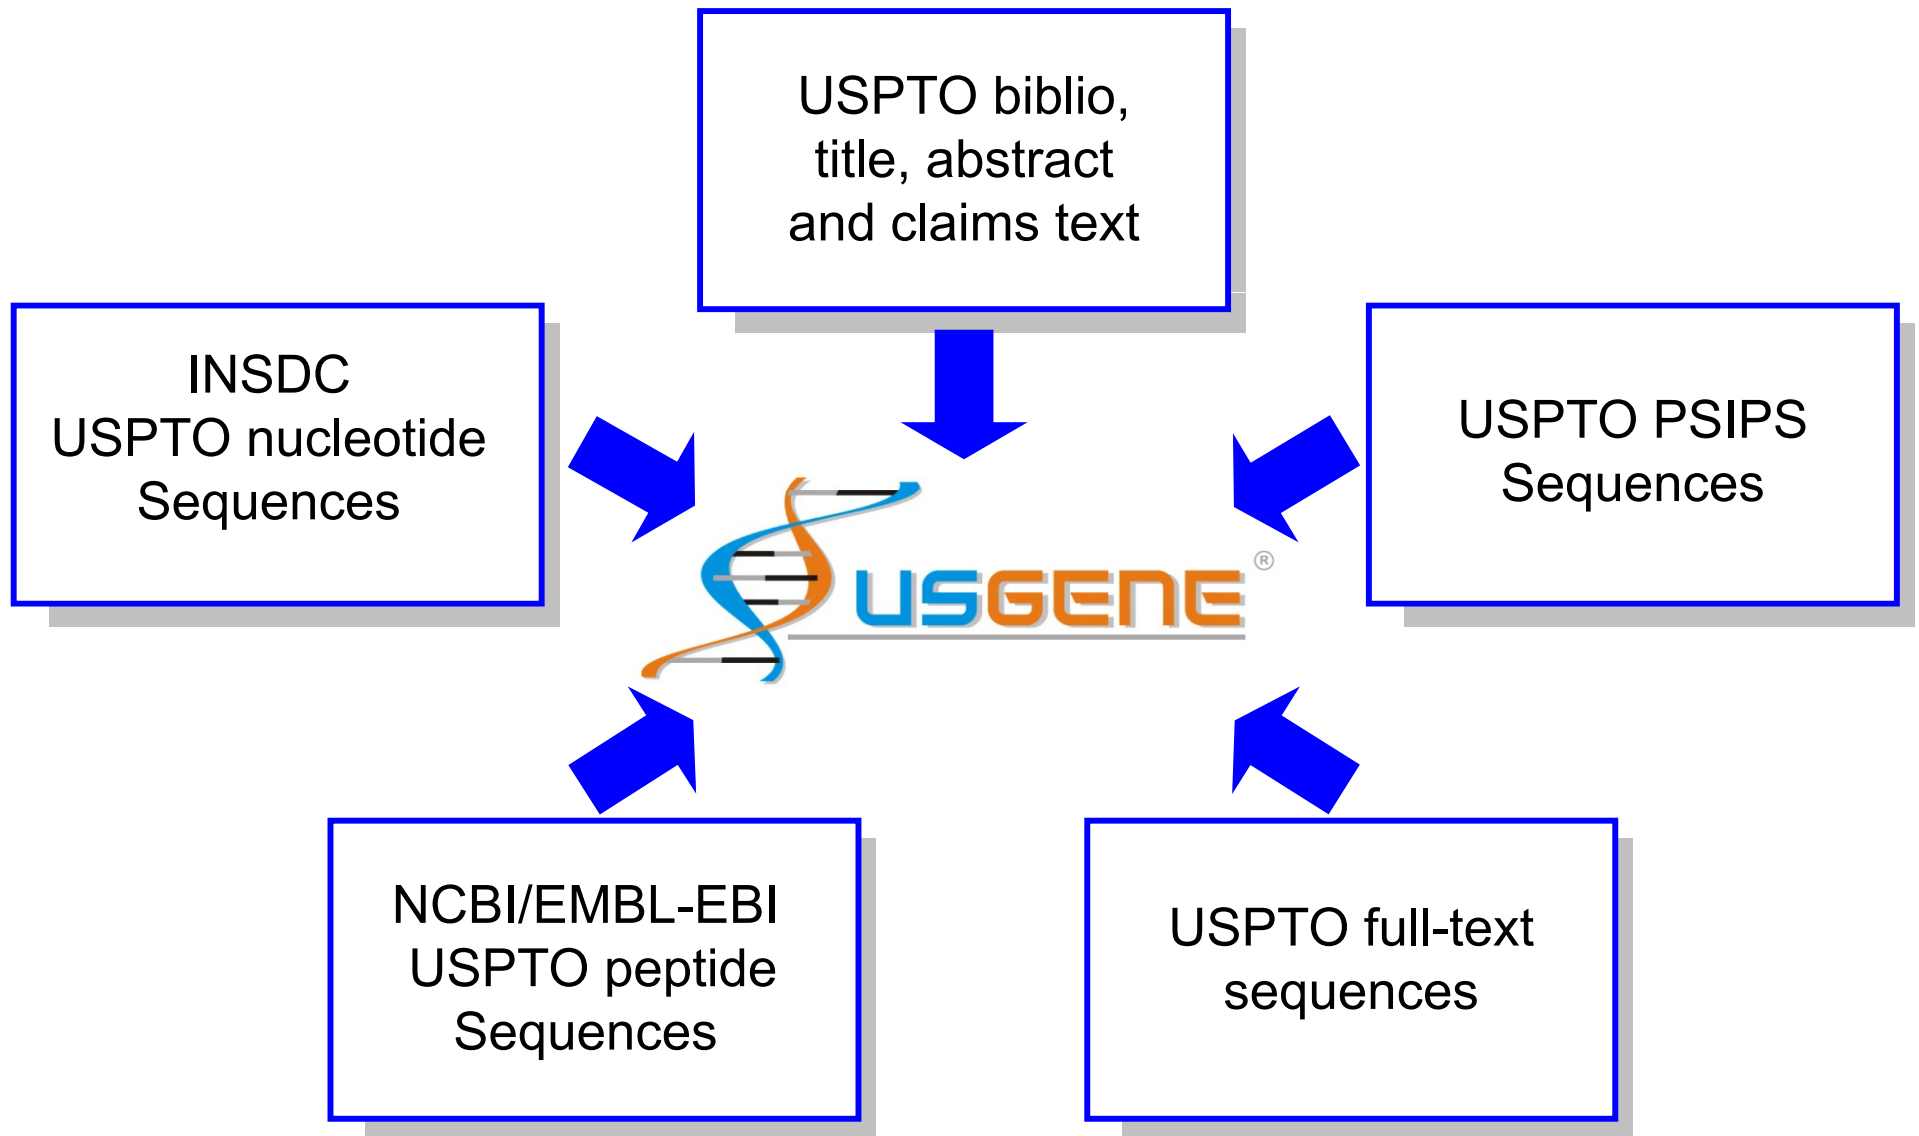 USPTO biblio,
title, abstract
and claims text
INSDC
USPTO nucleotide
Sequences
USPTO PSIPS
Sequences
USGENE ®
NCBI/EMBL-EBI
USPTO peptide
Sequences
USPTO full-text
sequences